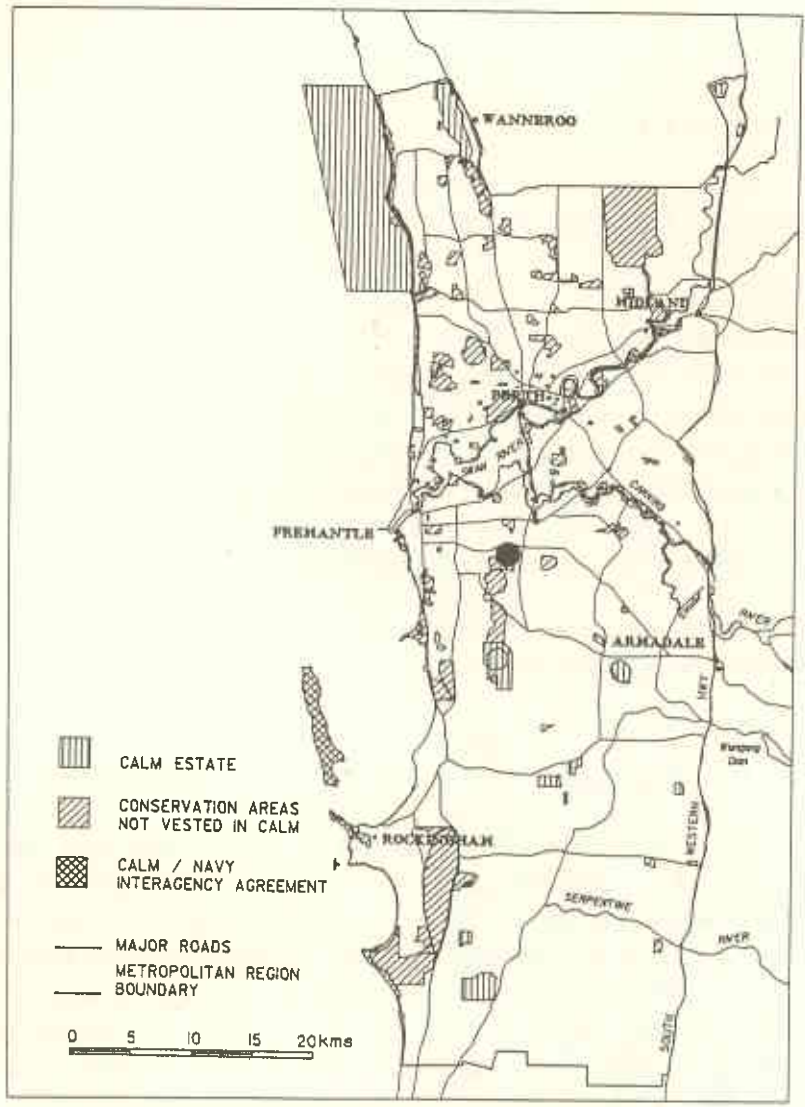 WANNEROO
MIDLAND
PERTH
SWAN RIVER
CANNING
FREMANTLE
RIVER
ARMADALE
HWY
Wungong
Dam
CALM ESTATE
CONSERVATION AREAS
NOT VESTED IN CALM
ROCKINGHAM
WESTERN
CALM / NAVY
INTERAGENCY AGREEMENT
SERPENTINE
RIVER
MAJOR ROADS
METROPOLITAN REGION
BOUNDARY
SOUTH
0 5 10 15 20 kms